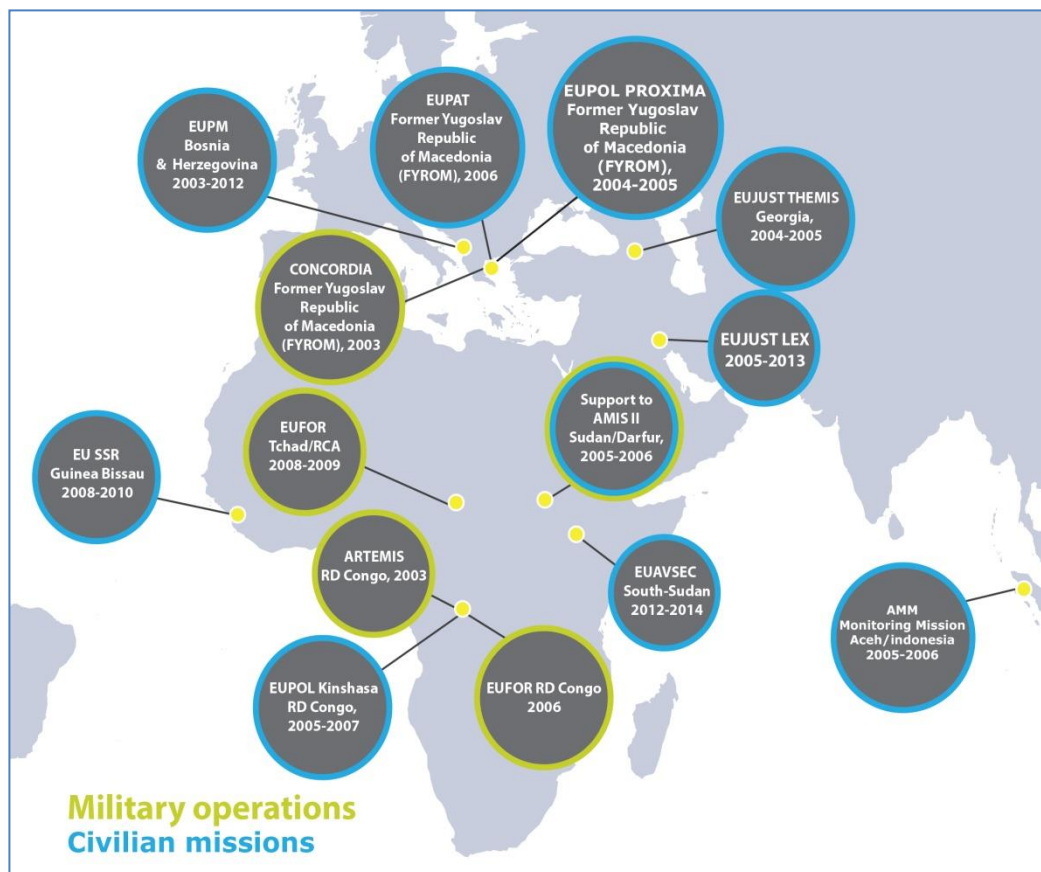 EUPM
Bosnia
& Herzegovina
2003-2012
EUPAT
Former Yugoslav
Republic
of Macedonia
(FYROM), 2006
EUPOL PROXIMA
Former Yugoslav
Republic
of Macedonia
(FYROM),
2004-2005
EUJUST THEMIS
Georgia,
2004-2005
CONCORDIA
Former Yugoslav
Republic
of Macedonia
(FYROM), 2003
EUJUST LEX
2005-2013
Support to
AMIS II
Sudan/Darfur,
2005-2006
EUFOR
Tchad/RCA
2008-2009
EU SSR
Guinea Bissau
2008-2010
ARTEMIS
RD Congo, 2003
EUAVSEC
South-Sudan
2012-2014
AMM
Monitoring Mission
Aceh/indonesia
2005-2006
EUPOL Kinshasa
RD Congo,
2005-2007
EUFOR RD Congo
2006
Military operations
Civilian missions